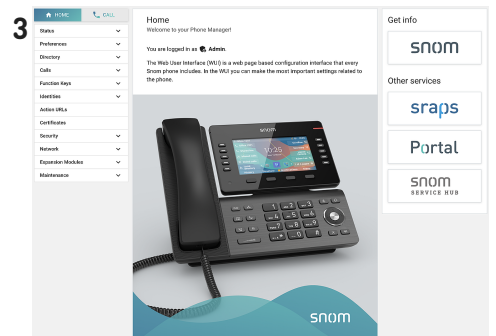 3
HOME
CALL
Status
Preferences
Directory
Calls
Function Keys
Identities
Action URLs
Certificates
Security
Network
Expansion Modules
Maintenance
Home
Welcome to your Phone Manager!
You are logged in as Admin.
The Web User Interface (WUI) is a web page based configuration interface that every
Snom phone includes. In the WUI you can make the most important settings related to
the phone.
snom
10:26
snom
Get info
snom
Other services
sraps
Portal
snom
SERVICE HUB